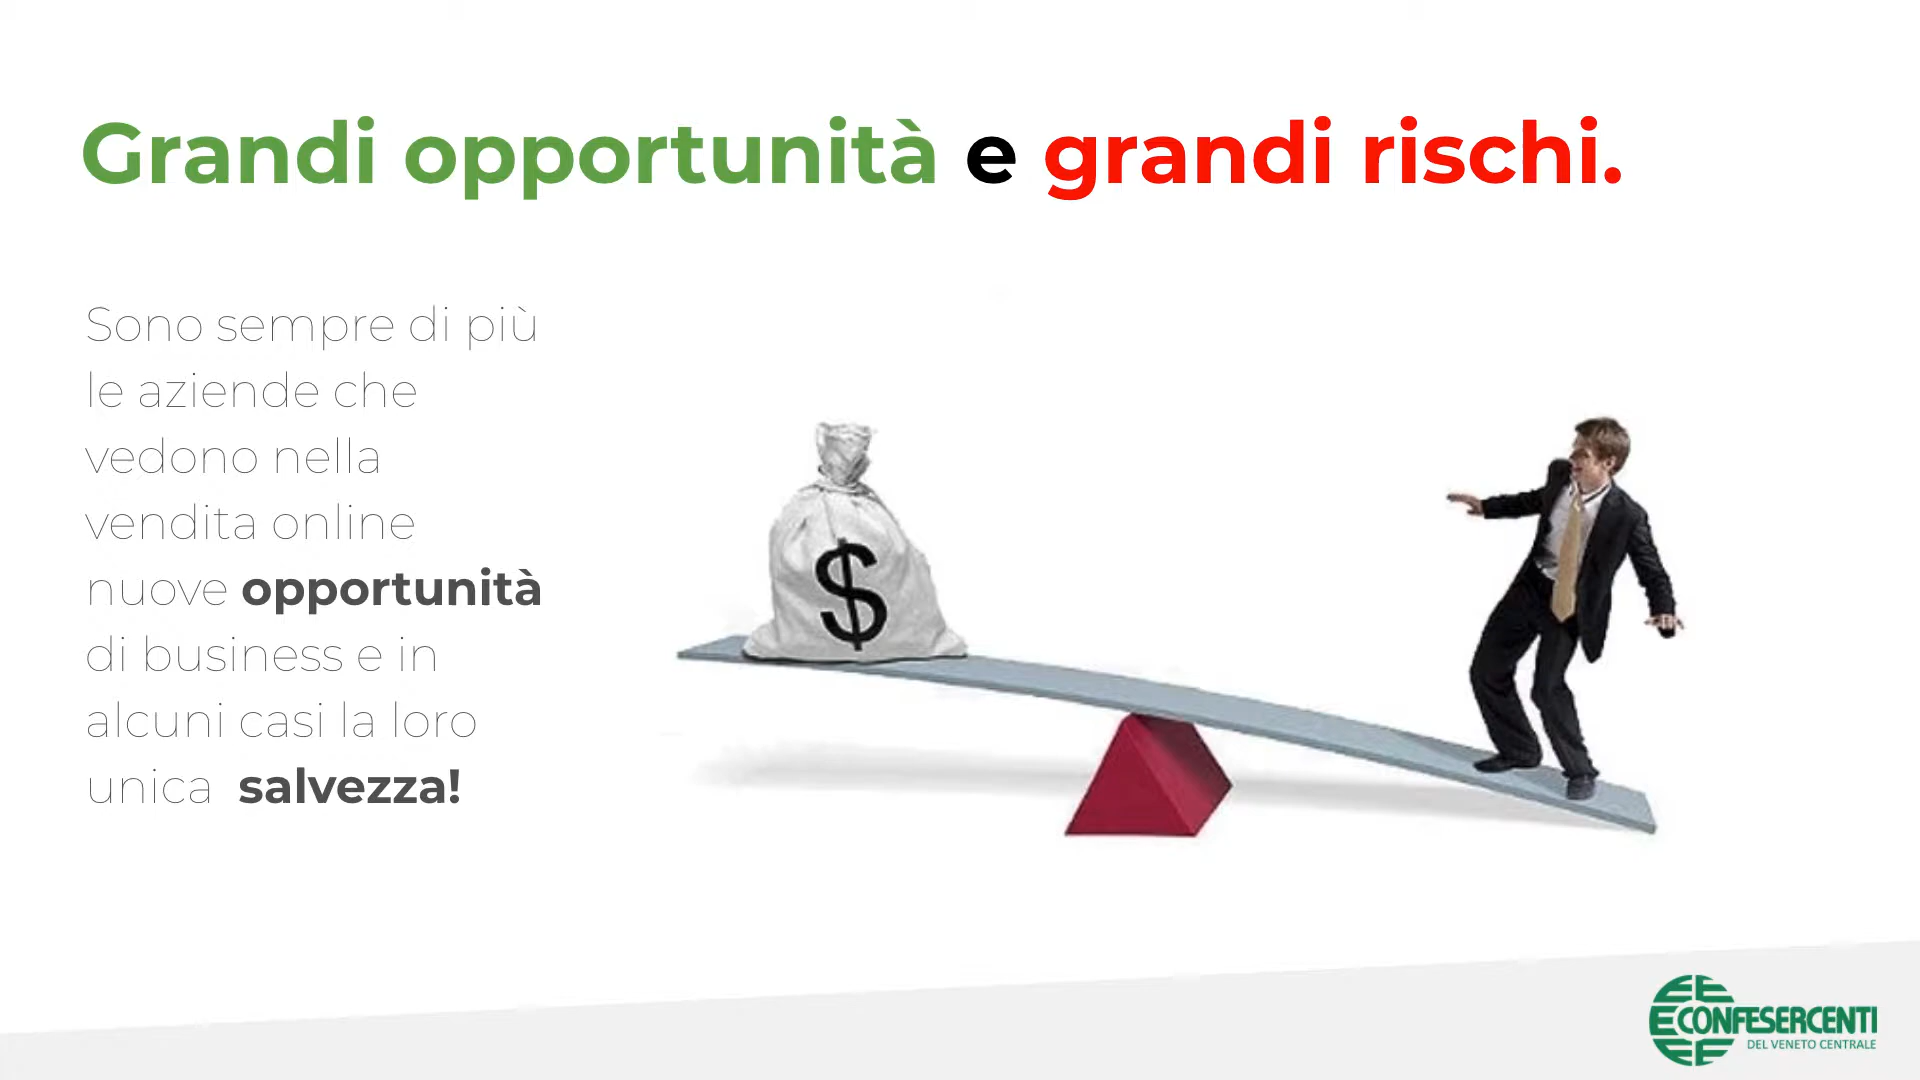 Grandi opportunità e grandi rischi.
Sono sempre di più
le aziende che
vedono nella
vendita online
nuove opportunità
di business e in
alcuni casi la loro
unica salvezza!
$
CONFESERCENTI
DEL VENETO CENTRALE